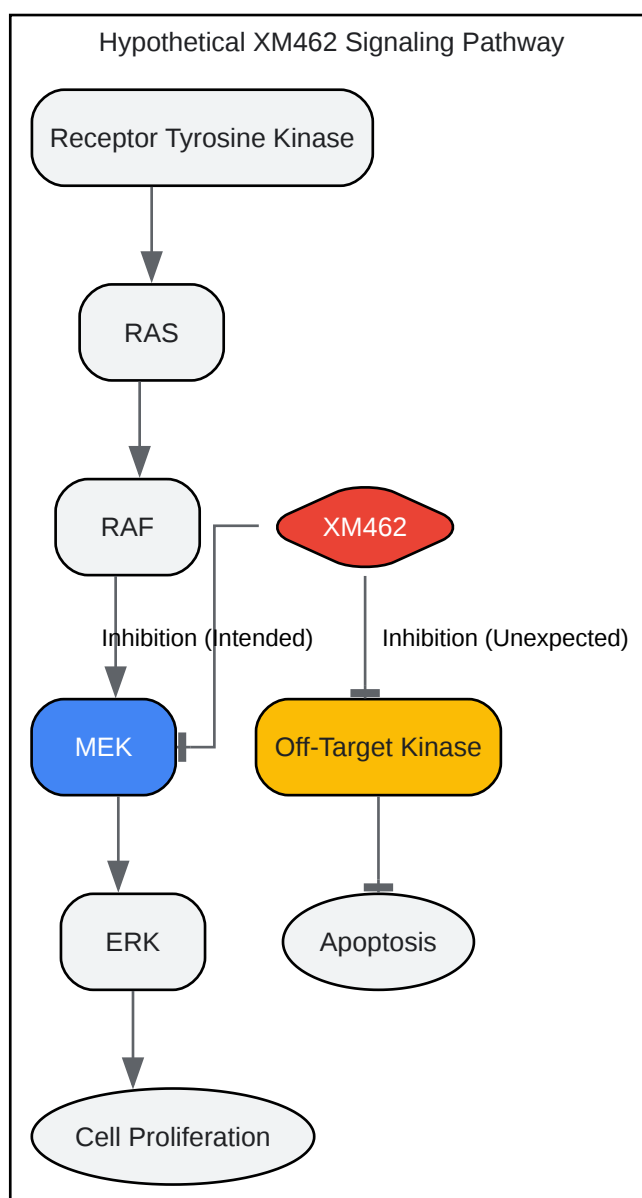 Hypothetical XM462 Signaling Pathway
Receptor Tyrosine Kinase
RAS
RAF
XM462
Inhibition (Intended)
Inhibition (Unexpected)
MEK
Off-Target Kinase
ERK
Apoptosis
Cell Proliferation